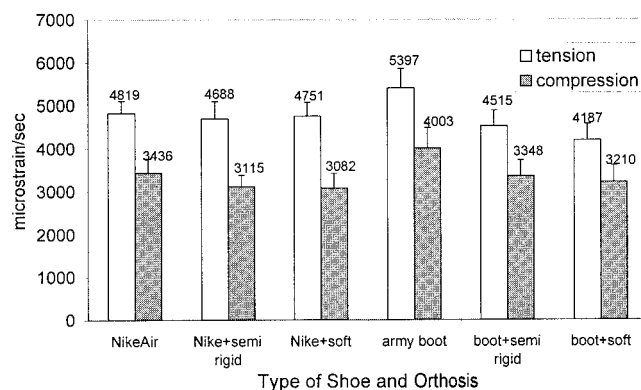 7000
6000
5000
4000
3000
2000
1000
0
microstrain/sec
tension
compression
4819
3436
4688
3115
4751
3082
5397
4003
4515
3348
4187
3210
NikeAir
Nike+semi
rigid
Nike+soft
army boot
boot+semi
rigid
boot+soft
Type of Shoe and Orthosis